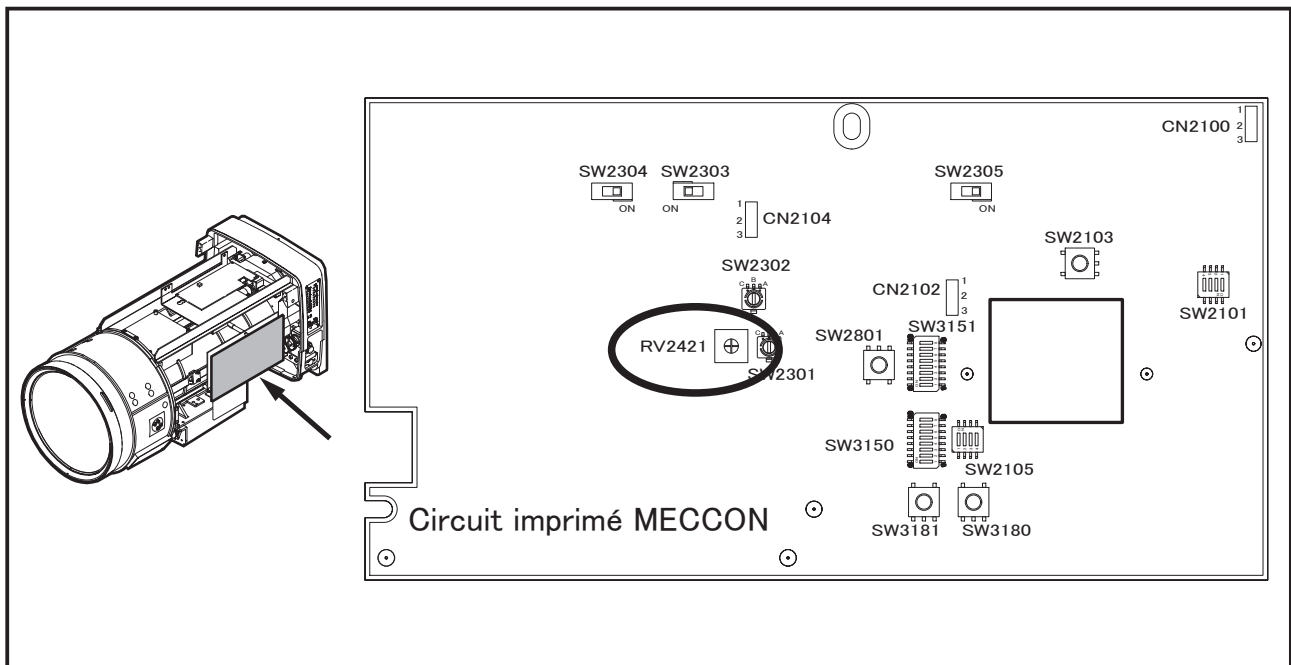 1
CN2100 2
3
SW2304 SW2303 SW2305
ON ON ON
1
2 CN2104
3
SW2103
SW2302
C B A
SW2101
CN2102
1
2
3
RV2421
C A
SW2301
SW2801
SW3151
SW3150
SW2105
Circuit imprimé MECCON
SW3181 SW3180